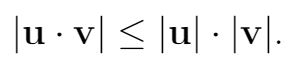 |u · v| ≤ |u| · |v|.